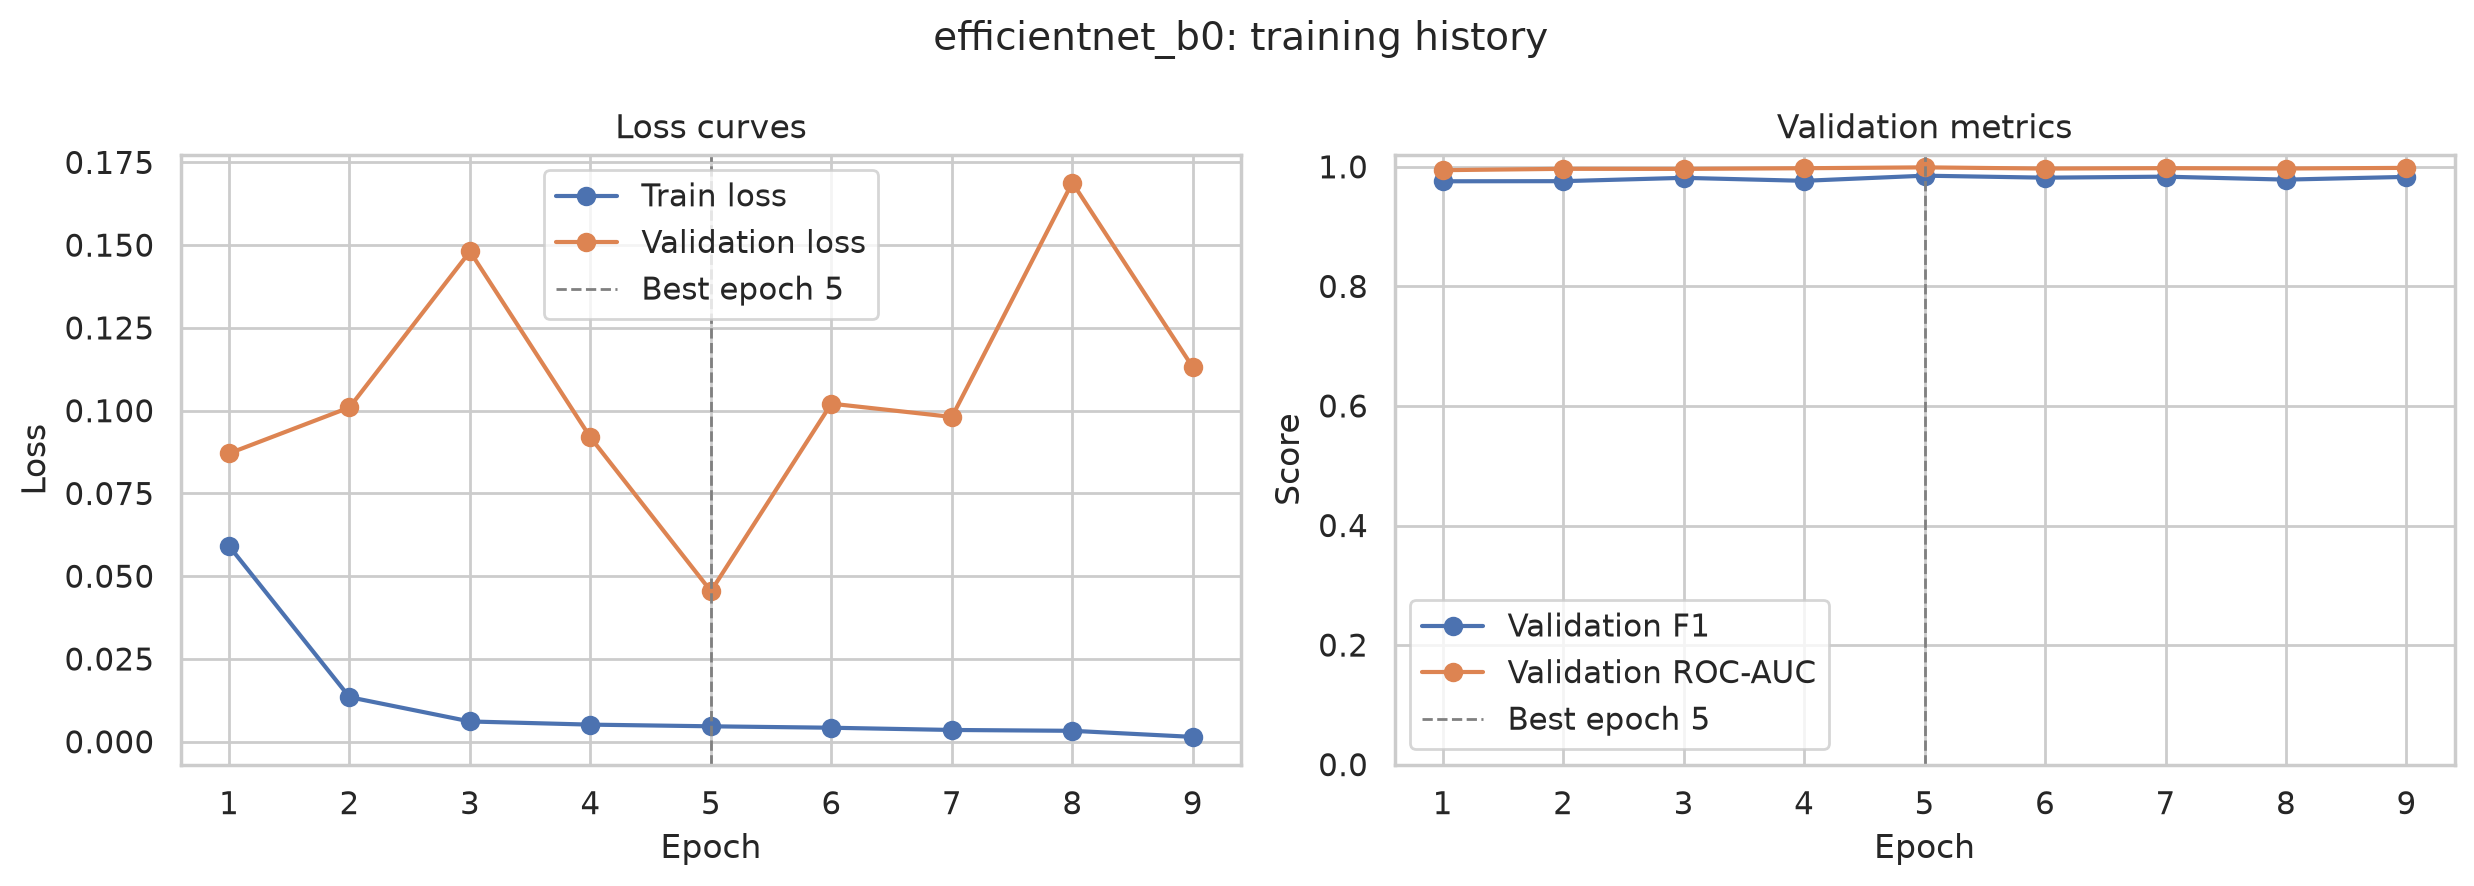 efficientnet_b0: training history
Loss curves
0.175
0.150
0.125
0.100
0.075
0.050
0.025
0.000
Loss
1 2 3 4 5 6 7 8 9
Epoch
Train loss
Validation loss
Best epoch 5
Validation metrics
1.0
0.8
0.6
0.4
0.2
0.0
Score
1 2 3 4 5 6 7 8 9
Epoch
Validation F1
Validation ROC-AUC
Best epoch 5